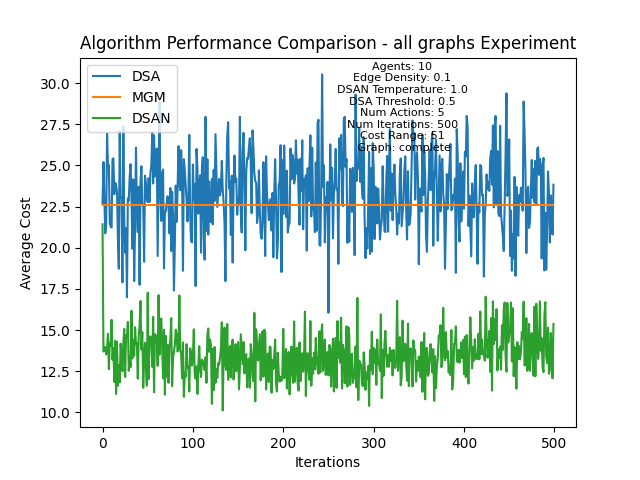 Algorithm Performance Comparison - all graphs Experiment
DSA
MGM
DSAN
Agents: 10
Edge Density: 0.1
DSAN Temperature: 1.0
DSA Threshold: 0.5
Num Actions: 5
Num Iterations: 500
Cost Range: 51
Graph: complete
Average Cost
30.0
27.5
25.0
22.5
20.0
17.5
15.0
12.5
10.0
0 100 200 300 400 500
Iterations